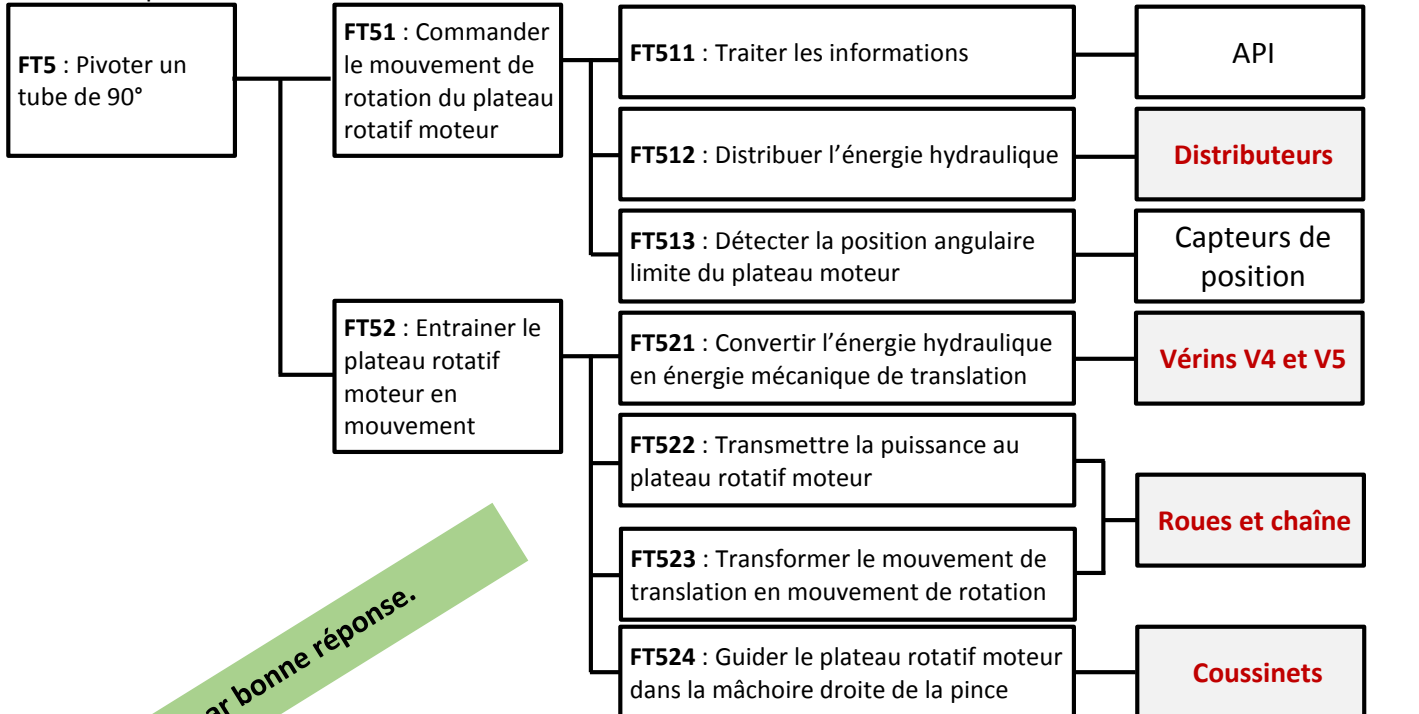 FT5 : Pivoter un
tube de 90°
FT51 : Commander
le mouvement de
rotation du plateau
rotatif moteur
FT511 : Traiter les informations
API
FT512 : Distribuer l’énergie hydraulique
Distributeurs
FT513 : Détecter la position angulaire
limite du plateau moteur
Capteurs de
position
FT52 : Entrainer le
plateau rotatif
moteur en
mouvement
FT521 : Convertir l’énergie hydraulique
en énergie mécanique de translation
Vérins V4 et V5
FT522 : Transmettre la puissance au
plateau rotatif moteur
Roues et chaîne
FT523 : Transformer le mouvement de
translation en mouvement de rotation
FT524 : Guider le plateau rotatif moteur
dans la mâchoire droite de la pince
Coussinets
bonne réponse.